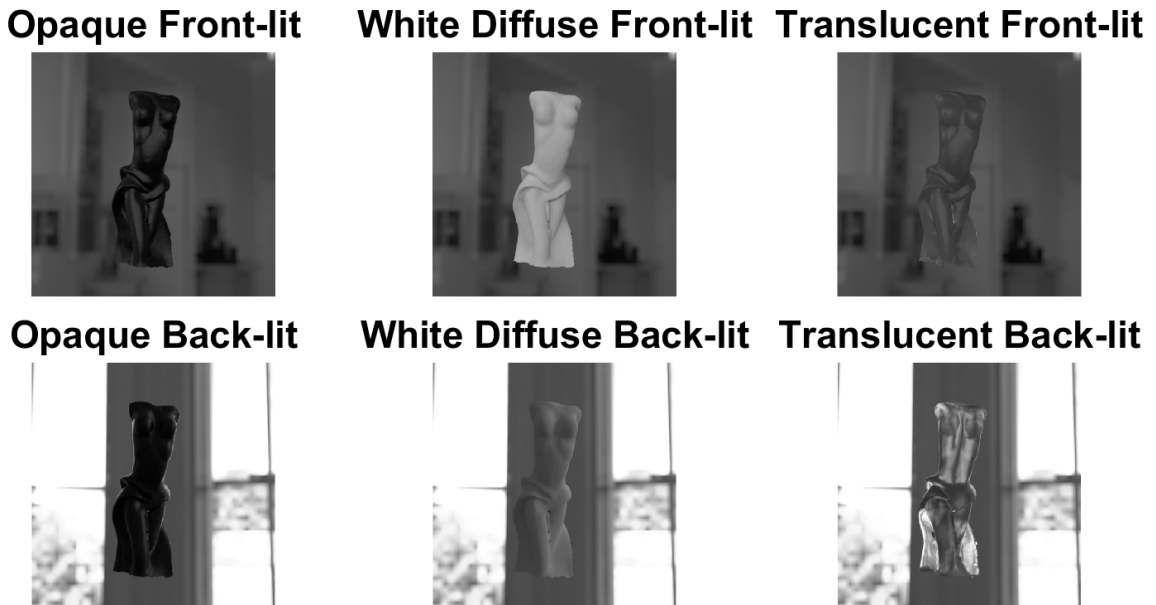 Opaque Front-lit White Diffuse Front-lit Translucent Front-lit
Opaque Back-lit White Diffuse Back-lit Translucent Back-lit